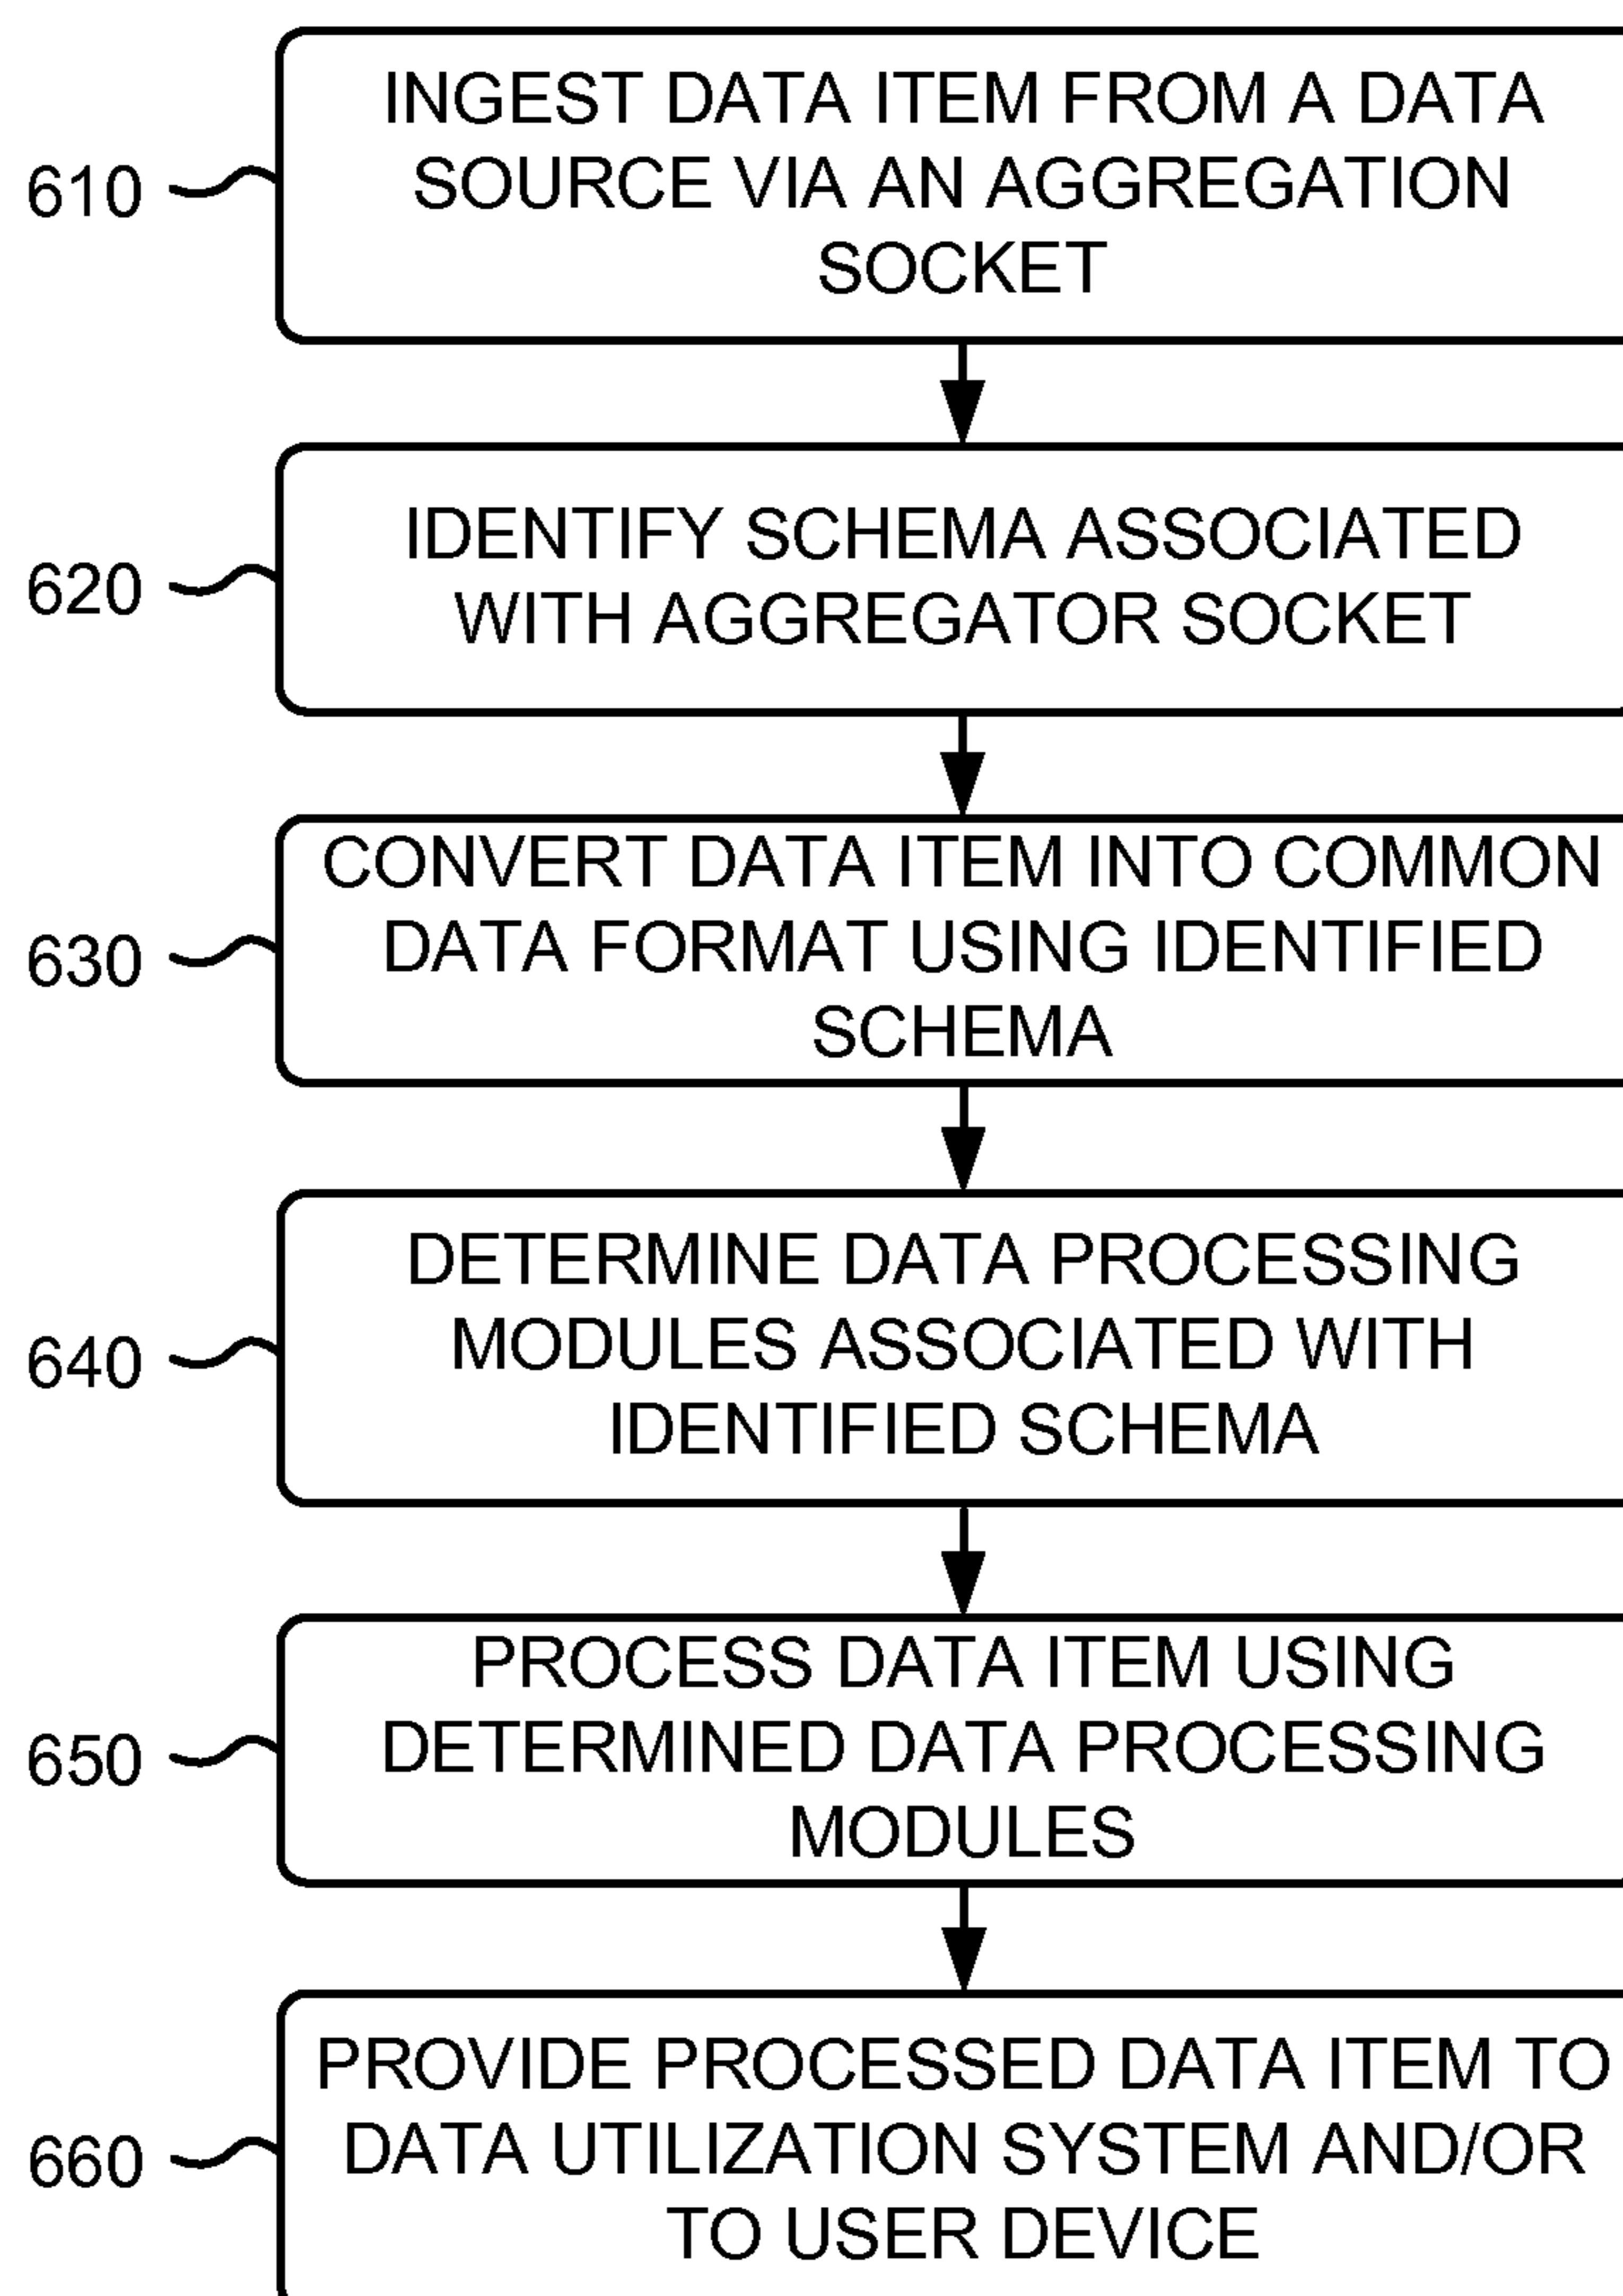 INGEST DATA ITEM FROM A DATA
SOURCE VIA AN AGGREGATION
SOCKET
610
IDENTIFY SCHEMA ASSOCIATED
WITH AGGREGATOR SOCKET
620
CONVERT DATA ITEM INTO COMMON
DATA FORMAT USING IDENTIFIED
SCHEMA
630
DETERMINE DATA PROCESSING
MODULES ASSOCIATED WITH
IDENTIFIED SCHEMA
640
PROCESS DATA ITEM USING
DETERMINED DATA PROCESSING
MODULES
650
PROVIDE PROCESSED DATA ITEM TO
DATA UTILIZATION SYSTEM AND/OR
TO USER DEVICE
660